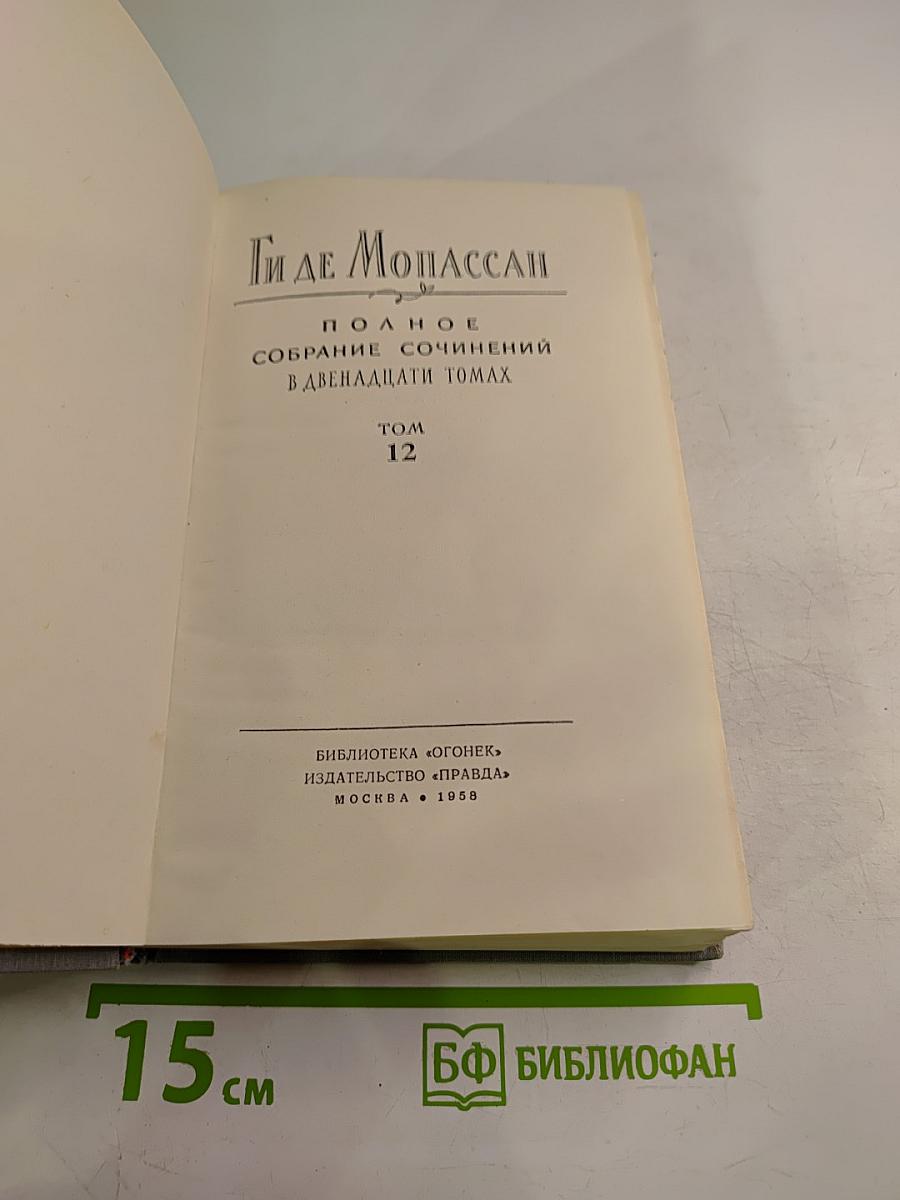 Ги де Мопассан
ПОЛНОЕ
СОБРАНИЕ СОЧИНЕНИЙ
В ДВЕНАДЦАТИ ТОМАХ
ТОМ
12
БИБЛИОТЕКА «ОГОНЕК»
ИЗДАТЕЛЬСТВО «ПРАВДА»
МОСКВА • 1958
15 см
БФ БИБЛИОФАН